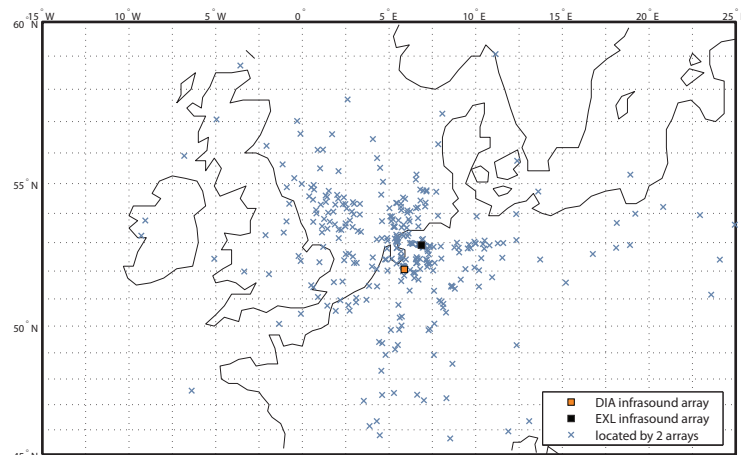 -15° W 10° W 5° W 0° 5° E 10° E 15° E 20° E 25° E
60° N
55° N
50° N
45° N
DIA infrasound array
EXL infrasound array
located by 2 arrays